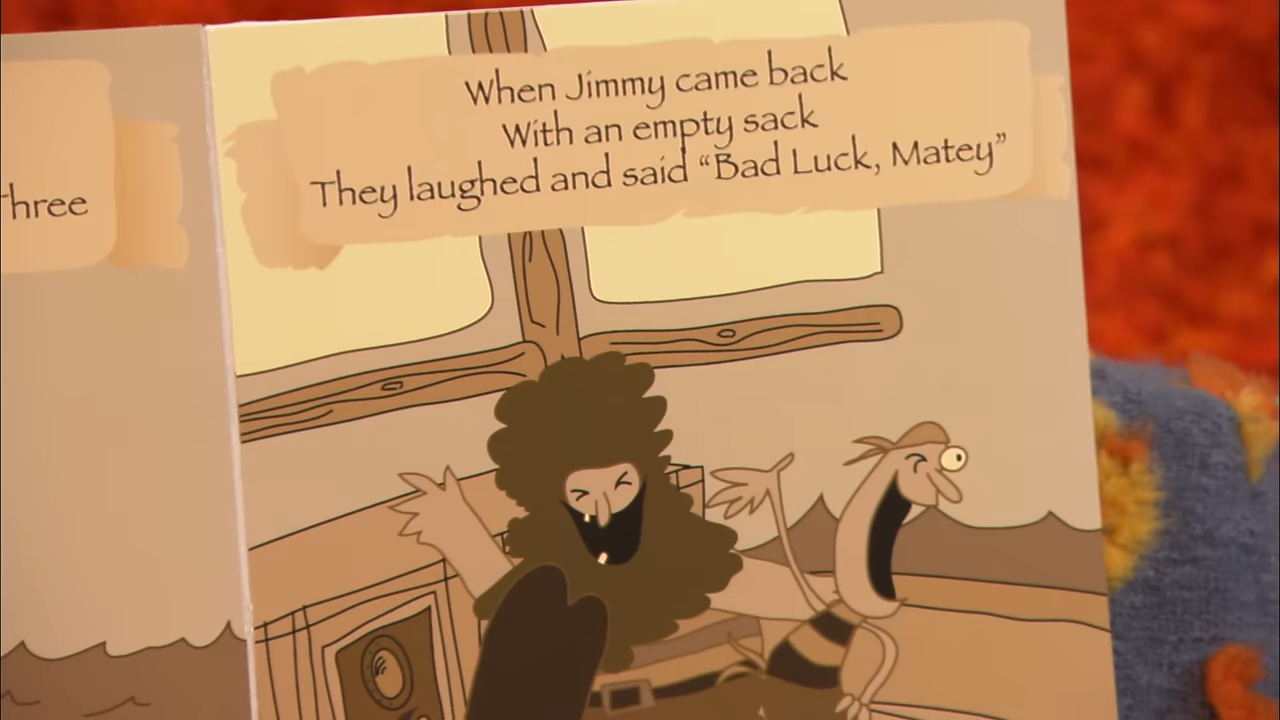 three
When Jimmy came back
With an empty sack
They laughed and said “Bad Luck, Matey”